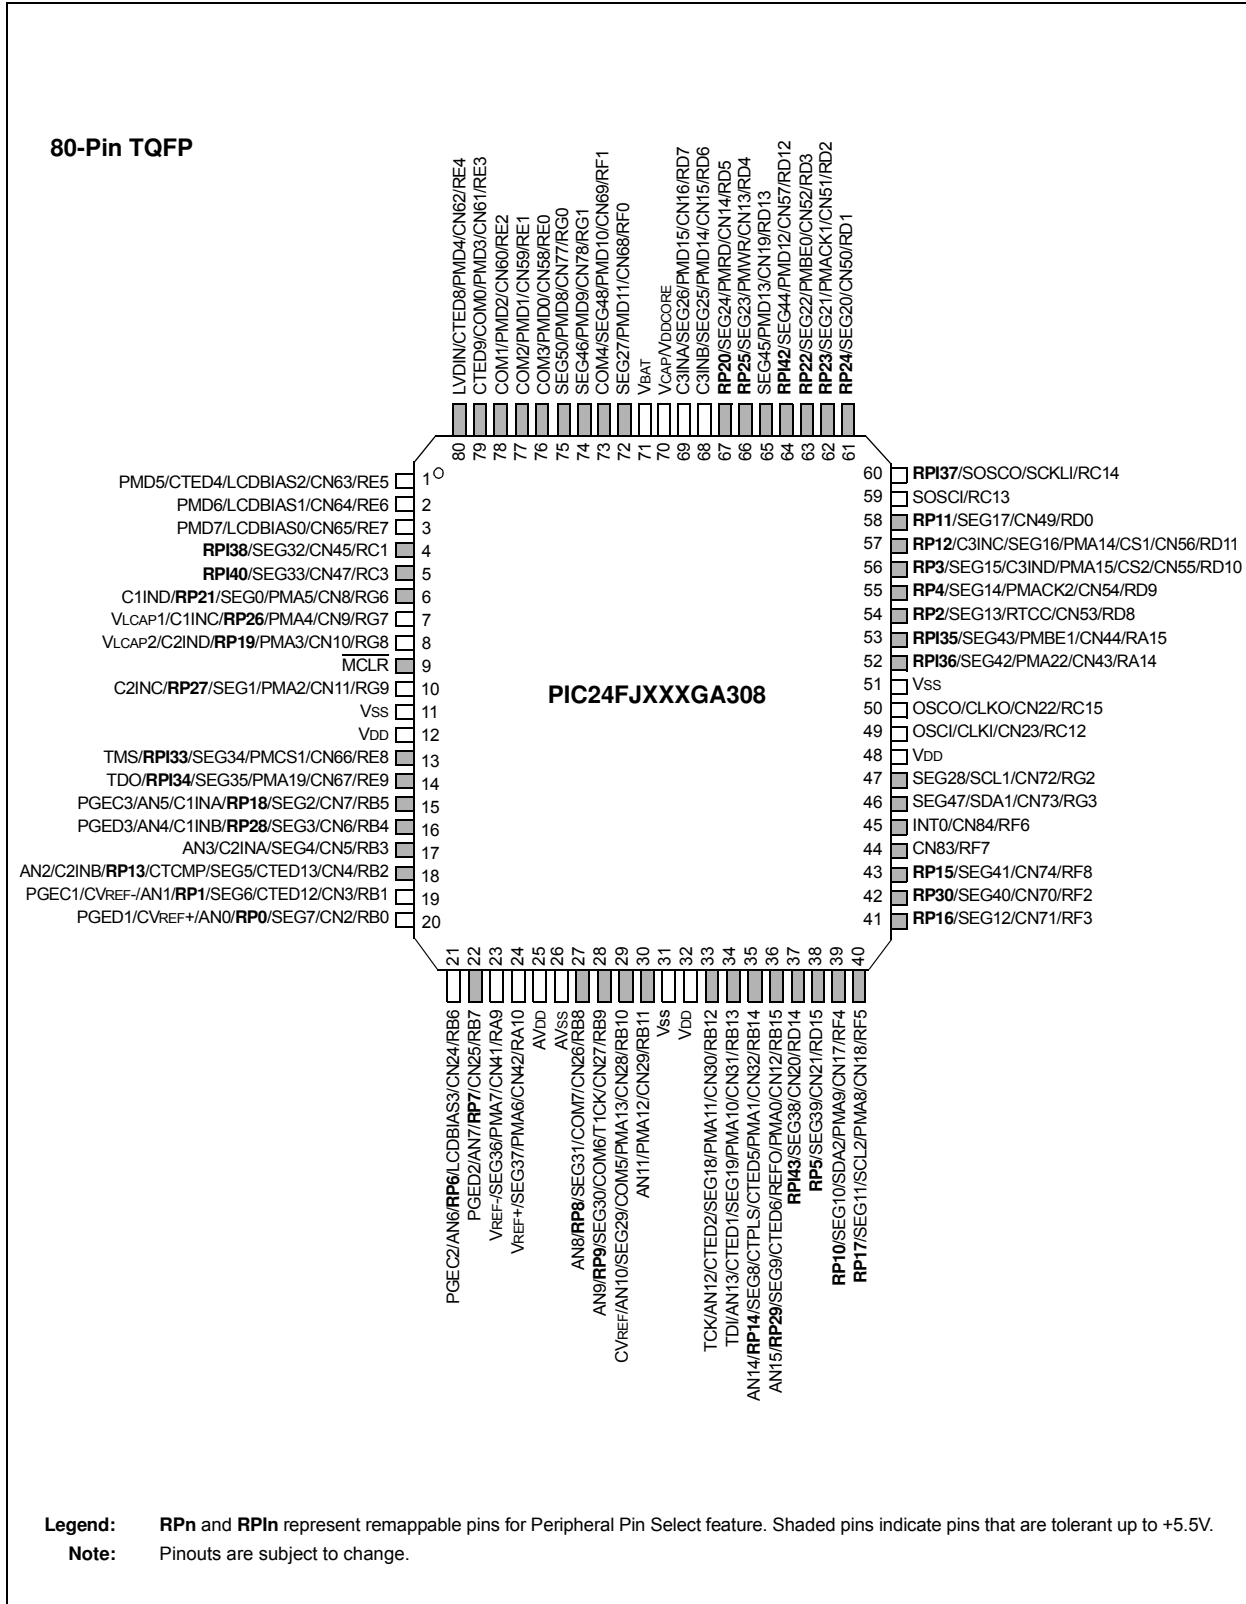 80-Pin TQFP
LVDIN/CTED8/PMD4/CN62/RE4
CTED9/COM0/PMD3/CN61/RE3
COM1/PMD2/CN60/RE2
COM2/PMD1/CN59/RE1
COM3/PMD0/CN58/RE0
SEG50/PMD8/CN77/RG0
SEG46/PMD9/CN78/RG1
COM4/SEG48/PMD10/CN69/RF1
SEG27/PMD11/CN68/RF0
VBAT
VCAP/VDDCORE
C3INA/SEG26/PMD15/CN16/RD7
C3INB/SEG25/PMD14/CN15/RD6
RP20/SEG24/PMRD/CN14/RD5
RP25/SEG23/PMWR/CN13/RD4
SEG45/PMD13/CN19/RD13
RPI42/SEG44/PMD12/CN57/RD12
RP22/SEG22/PMBE0/CN52/RD3
RP23/SEG21/PMACK1/CN51/RD2
RP24/SEG20/CN50/RD1
80 79 78 77 76 75 74 73 72 71 70 69 68 67 66 65 64 63 62 61
PMD5/CTED4/LCDBIAS2/CN63/RE5 1
PMD6/LCDBIAS1/CN64/RE6 2
PMD7/LCDBIAS0/CN65/RE7 3
RPI38/SEG32/CN45/RC1 4
RPI40/SEG33/CN47/RC3 5
C1IND/RP21/SEG0/PMA5/CN8/RG6 6
VLCAP1/C1INC/RP26/PMA4/CN9/RG7 7
VLCAP2/C2IND/RP19/PMA3/CN10/RG8 8
MCLR 9
C2INC/RP27/SEG1/PMA2/CN11/RG9 10
VSS 11
VDD 12
TMS/RPI33/SEG34/PMCS1/CN66/RE8 13
TDO/RPI34/SEG35/PMA19/CN67/RE9 14
PGEC3/AN5/C1INA/RP18/SEG2/CN7/RB5 15
PGED3/AN4/C1INB/RP28/SEG3/CN6/RB4 16
AN3/C2INA/SEG4/CN5/RB3 17
AN2/C2INB/RP13/CTCMP/SEG5/CTED13/CN4/RB2 18
PGEC1/CVREF-/AN1/RP1/SEG6/CTED12/CN3/RB1 19
PGED1/CVREF+/AN0/RP0/SEG7/CN2/RB0 20
PIC24FJXXXGA308
60 RPI37/SOSCO/SCKLI/RC14
59 SOSCI/RC13
58 RP11/SEG17/CN49/RD0
57 RP12/C3INC/SEG16/PMA14/CS1/CN56/RD11
56 RP3/SEG15/C3IND/PMA15/CS2/CN55/RD10
55 RP4/SEG14/PMACK2/CN54/RD9
54 RP2/SEG13/RTCC/CN53/RD8
53 RPI35/SEG43/PMBE1/CN44/RA15
52 RPI36/SEG42/PMA22/CN43/RA14
51 VSS
50 OSCO/CLKO/CN22/RC15
49 OSCI/CLKI/CN23/RC12
48 VDD
47 SEG28/SCL1/CN72/RG2
46 SEG47/SDA1/CN73/RG3
45 INT0/CN84/RF6
44 CN83/RF7
43 RP15/SEG41/CN74/RF8
42 RP30/SEG40/CN70/RF2
41 RP16/SEG12/CN71/RF3
21 22 23 24 25 26 27 28 29 30 31 32 33 34 35 36 37 38 39 40
PGEC2/AN6/RP6/LCDBIAS3/CN24/RB6
PGED2/AN7/RP7/CN25/RB7
VREF-/SEG36/PMA7/CN41/RA9
VREF+/SEG37/PMA6/CN42/RA10
AVDD
AVSS
AN8/RP8/SEG31/COM7/CN26/RB8
AN9/RP9/SEG30/COM6/T1CK/CN27/RB9
CVREF/AN10/SEG29/COM5/PMA13/CN28/RB10
AN11/PMA12/CN29/RB11
Vss
VDD
TCK/AN12/CTED2/SEG18/PMA11/CN30/RB12
TDI/AN13/CTED1/SEG19/PMA10/CN31/RB13
AN14/RP14/SEG8/CTPLS/CTED5/PMA1/CN32/RB14
AN15/RP29/SEG9/CTED6/REFO/PMA0/CN12/RB15
RPI43/SEG38/CN20/RD14
RP5/SEG39/CN21/RD15
RP10/SEG10/SDA2/PMA9/CN17/RF4
RP17/SEG11/SCL2/PMA8/CN18/RF5
Legend: RPn and RPIn represent remappable pins for Peripheral Pin Select feature. Shaded pins indicate pins that are tolerant up to +5.5V.
Note: Pinouts are subject to change.